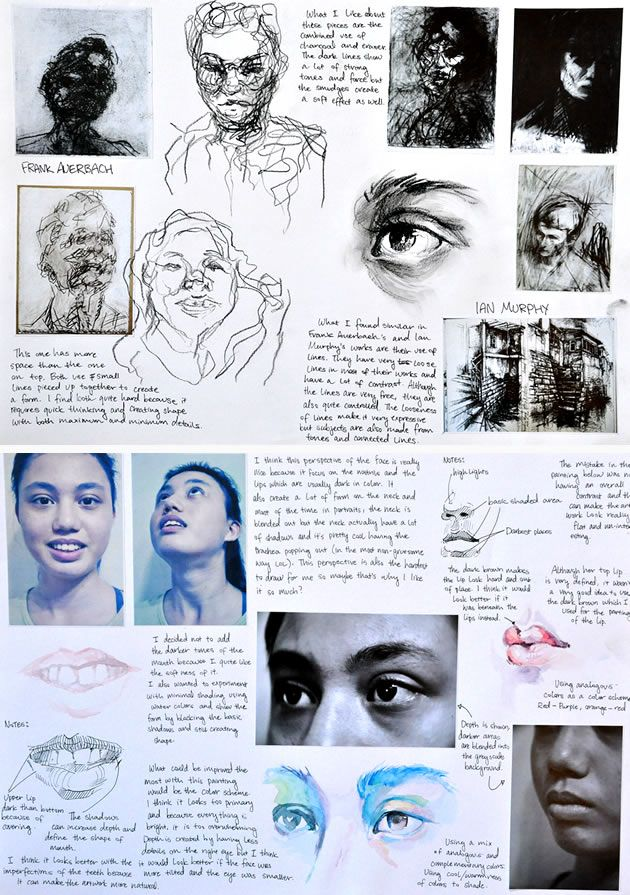 What I like about
these pieces are the
combined use of
charcoal and eraser.
The dark lines show
a lot of strong
tones and force but
the smudges create
a soft effect as well.
FRANK AUERBACH
IAN MURPHY
This one has more
space than the one
on top. Both use small
lines pieced up together to create
a form. I find both quite hard because it
requires quick thinking and creating shape
with both maximum and minimum details.
What I found similar in
Frank Auerbach's and Ian
Murphy's works are their use of
lines. They have very loose
lines in most of their works and
have a lot of contrast. Although
the lines are very free, they are
also quite controlled. The looseness
of lines make it very expressive
but subjects are also made from
tones and connected lines.
I think this perspective of the face is really
nice because it focus on the nostrils and the
lips which are usually dark in color. It
also create a lot of form on the neck and
most of the time in portraits, the neck is
blended out but the neck actually have a lot
of shadows and it's pretty cool having the
trachea popping out (in the most non-gruesome
way LOL). This perspective is also the hardest
to draw for me so maybe that's why I like
it so much?
NOTES:
highlights
basic shaded area
Darkest places
The mistake in the
painting below was no
having an overall
contrast and th
can make the art
work look really
flat and un-inte
esting.
The dark brown makes
the lip look hard and out
of place. I think it would
look better if it
was beneath the
lips instead.
Although her top lip
is very defined, it wasn't
a very good idea to use
the dark brown which I
used for the parting
of the lip.
Using analogous
colors as a color scheme
Red-Purple, orange-red
I decided not to add
the darker tones of the
mouth because I quite like
the softness of it.
I also wanted to experiment
with minimal shading using
water colors and show the
form by blocking the basic
shadows and still creating
shape.
NOTES:
Upper Lip
dark than bottom
because of
covering.
The shadows
can increase depth and
define the shape of
mouth.
I think it looks better with the
imperfections of the teeth because
it can make the artwork more natural.
What could be improved the
most with this painting
would be the color scheme.
I think it looks too primary
and because everything is
bright, it is too overwhelming
Depth is created by having less
details on the right eye but I think
it would look better if the face was
more tilted and the eye was smaller.
Depth is shown,
darker areas
are blended into
the greyscale
background.
Using a mix
of analogous and
complementary colors.
Using cool/warmness
of colors to shade.